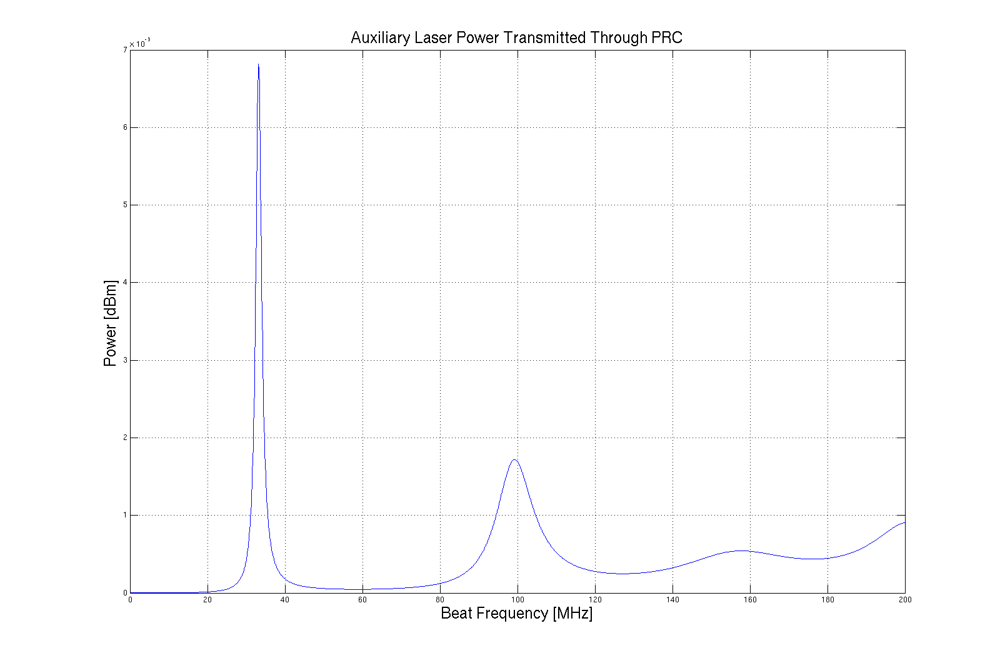 Auxiliary Laser Power Transmitted Through PRC
7 × 10⁻³
6
5
4
3
2
1
0
Power [dBm]
0 20 40 60 80 100 120 140 160 180 200
Beat Frequency [MHz]